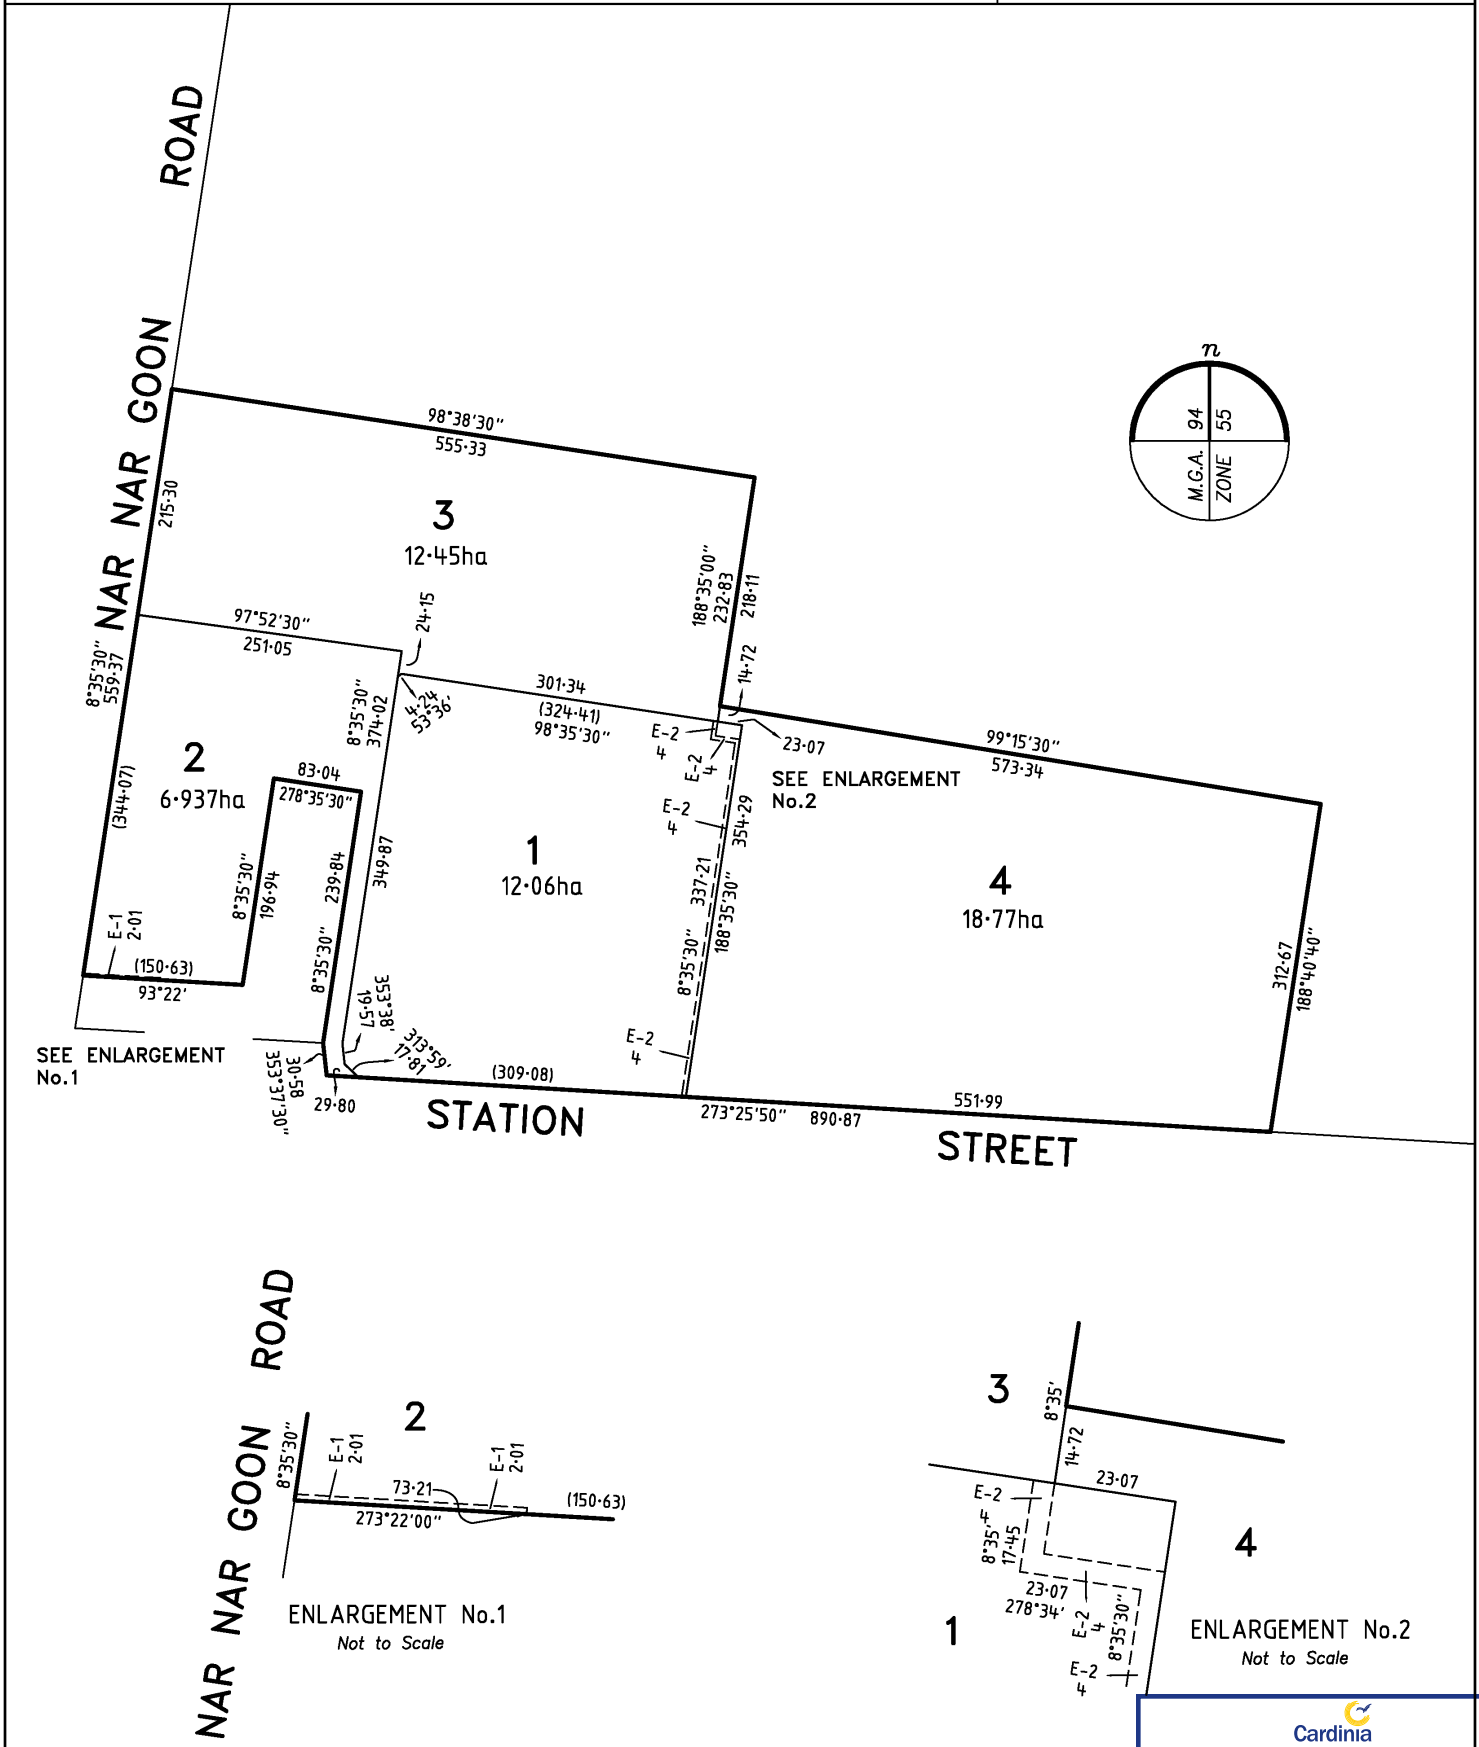 ROAD
NAR NAR GOON
n
M.G.A. 94
ZONE 55
98°38'30"
555·33
3
12·45ha
215·30
188°35'00"
232·83
218·11
14·72
97°52'30"
251·05
24·15
8°35'30"
559·37
8°35'30"
374·02
4·24
53°36'
301·34
(324·41)
98°35'30"
E-2
4
E-2
4
23·07
SEE ENLARGEMENT
No.2
99°15'30"
573·34
2
6·937ha
83·04
278°35'30"
(344·07)
E-2
4
354·29
349·87
239·84
8°35'30"
196·94
1
12·06ha
337·21
188°35'30"
8°35'30"
4
18·77ha
312·67
188°40'40"
E-1
2·01
(150·63)
93°22'
8°35'30"
353°38'
19·57
313°59'
17·81
E-2
4
SEE ENLARGEMENT
No.1
30·58
353°37'30"
29·80
(309·08)
551·99
273°25'50" 890·87
STATION
STREET
ROAD
NAR NAR GOON
2
8°35'30"
E-1
2·01
E-1
2·01
73·21
(150·63)
273°22'00"
ENLARGEMENT No.1
Not to Scale
3
8°35'
14·72
23·07
E-2
4
8°35'
17·45
4
23·07
278°34'
E-2
4
8°35'30"
1
E-2
4
ENLARGEMENT No.2
Not to Scale
Cardinia